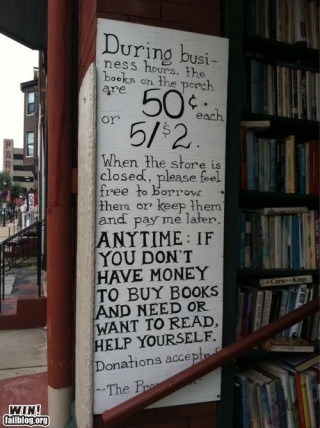 During busi-
ness hours, the
books on the porch
are 50¢ each
or 5/$2.
When the store is
closed, please feel
free to borrow
them or keep them
and pay me later.
ANYTIME: IF
YOU DON'T
HAVE MONEY
TO BUY BOOKS
AND NEED OR
WANT TO READ,
HELP YOURSELF.
Donations accepted
~The
PAR
WIN!
failblog.org